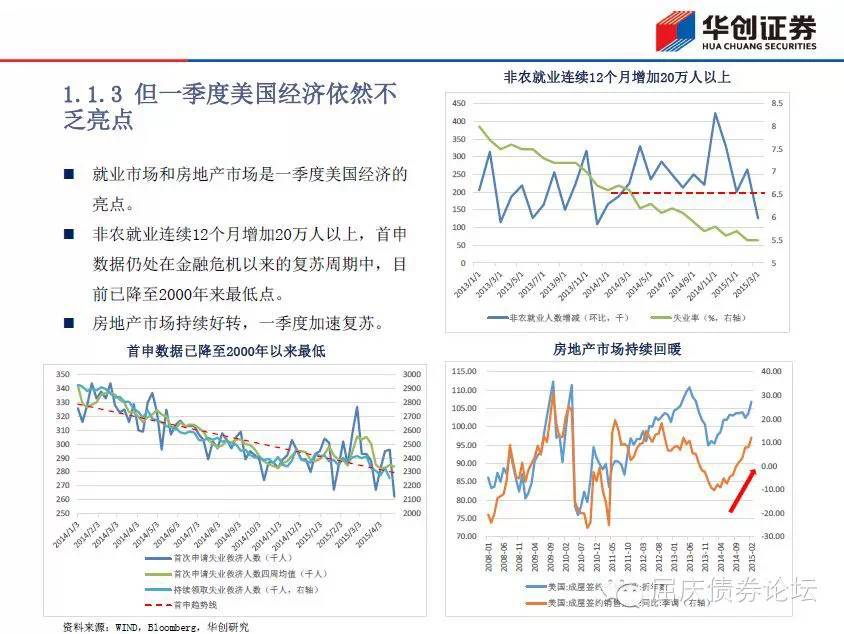 华创证券
HUA CHUANG SECURITIES
1.1.3 但一季度美国经济依然不
乏亮点
■ 就业市场和房地产市场是一季度美国经济的
亮点。
■ 非农就业连续12个月增加20万人以上，首申
数据仍处在金融危机以来的复苏周期中，目
前已降至2000年来最低点。
■ 房地产市场持续好转，一季度加速复苏。
非农就业连续12个月增加20万人以上
450 8.5
400 8
350 7.5
300
250 7
200 6.5
150 6
100
50 5.5
0 5
2013/1/1 2013/3/1 2013/5/1 2013/7/1 2013/9/1 2013/11/1 2014/1/1 2014/3/1 2014/5/1 2014/7/1 2014/9/1 2014/11/1 2015/1/1 2015/3/1
非农就业人数增减（环比，千） 失业率（%，右轴）
首申数据已降至2000年以来最低
350 3000
340 2900
330 2800
320 2700
310 2600
300 2500
290 2400
280 2300
270 2200
260 2100
250 2000
2014/1/3 2014/2/3 2014/3/3 2014/4/3 2014/5/3 2014/6/3 2014/7/3 2014/8/3 2014/9/3 2014/10/3 2014/11/3 2014/12/3 2015/1/3 2015/2/3 2015/3/3 2015/4/3
首次申请失业救济人数（千人）
首次申请失业救济人数四周均值（千人）
持续领取失业救济人数（千人，右轴）
首申趋势线
房地产市场持续回暖
115.00 40.00
110.00 30.00
105.00
100.00 20.00
95.00 10.00
90.00 0.00
85.00
80.00 -10.00
75.00 -20.00
70.00 -30.00
2008-01 2008-06 2008-11 2009-04 2009-09 2010-02 2010-07 2010-12 2011-05 2011-10 2012-03 2012-08 2013-01 2013-06 2013-11 2014-04 2014-09 2015-02
美国:成屋签约
美国:成屋签约销售 同比:季调（右轴）
屈庆债券论坛
资料来源：WIND，Bloomberg，华创研究